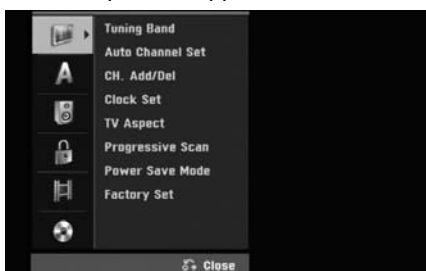 Tuning Band
Auto Channel Set
A
CH. Add/Del
Clock Set
TV Aspect
Progressive Scan
Power Save Mode
Factory Set
Close